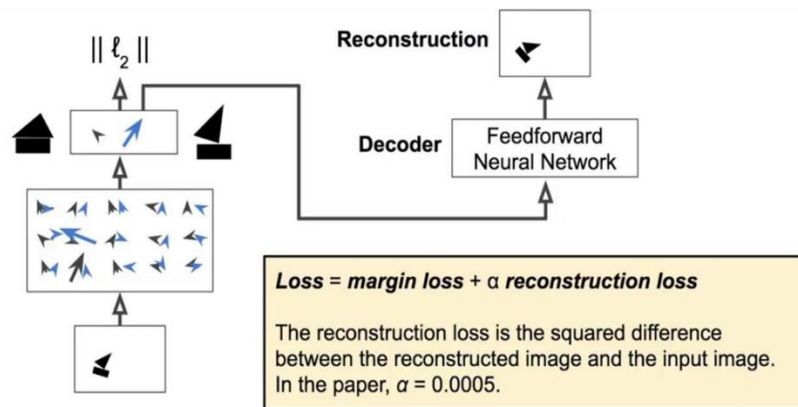 || ℓ2 ||
Reconstruction
Decoder
Feedforward
Neural Network
Loss = margin loss + α reconstruction loss
The reconstruction loss is the squared difference
between the reconstructed image and the input image.
In the paper, α = 0.0005.